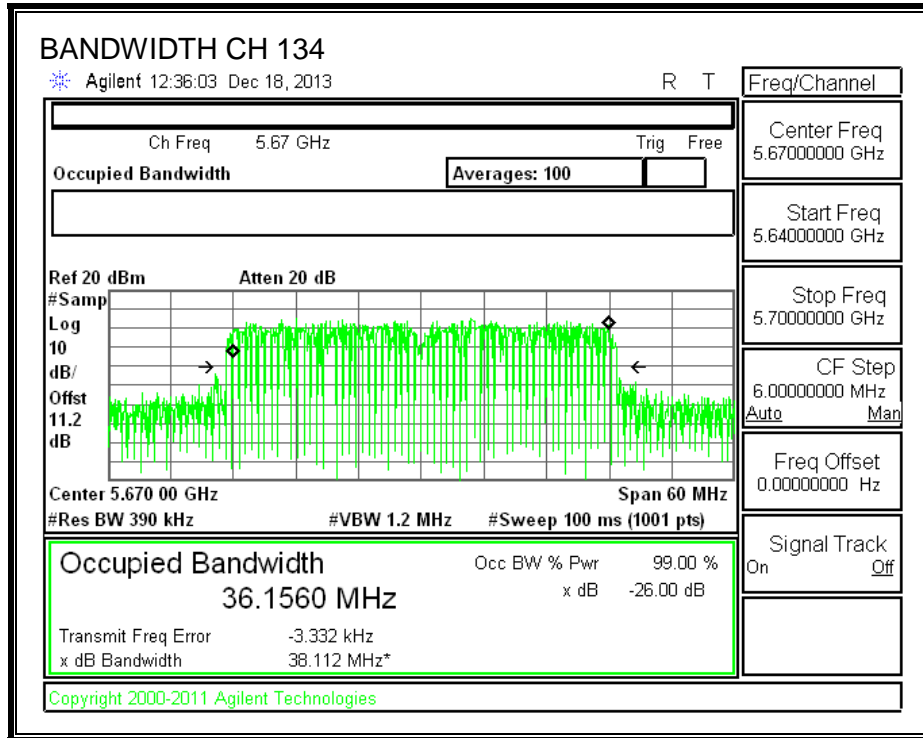 BANDWIDTH CH 134
Agilent 12:36:03 Dec 18, 2013 R T
Freq/Channel
Ch Freq 5.67 GHz Trig Free
Occupied Bandwidth Averages: 100
Center Freq
5.67000000 GHz
Start Freq
5.64000000 GHz
Stop Freq
5.70000000 GHz
CF Step
6.00000000 MHz
Auto Man
Freq Offset
0.00000000 Hz
Signal Track
On Off
Ref 20 dBm Atten 20 dB
#Samp
Log
10
dB/
Offst
11.2
dB
Center 5.670 00 GHz Span 60 MHz
#Res BW 390 kHz #VBW 1.2 MHz #Sweep 100 ms (1001 pts)
Occupied Bandwidth Occ BW % Pwr 99.00 %
36.1560 MHz x dB -26.00 dB
Transmit Freq Error -3.332 kHz
x dB Bandwidth 38.112 MHz*
Copyright 2000-2011 Agilent Technologies